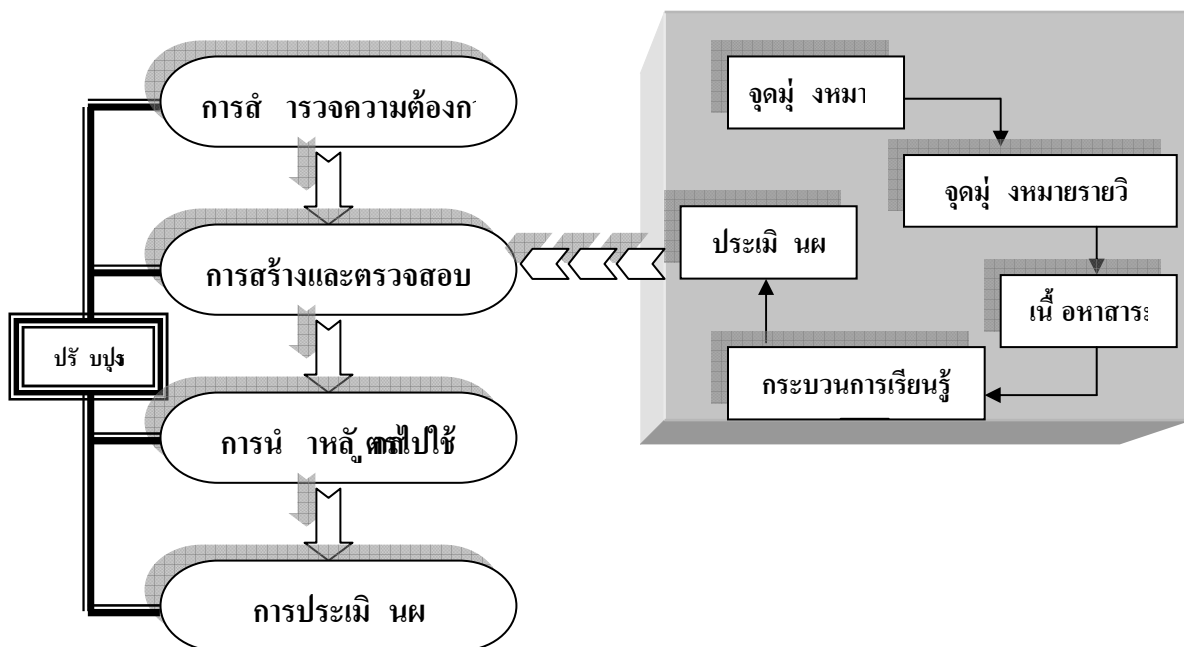 การสำรวจความต้องก
การสร้างและตรวจสอบ
ปรับปรุง
การนำหลักสูตรไปใช้
การประเมินผ
จุดมุ่งหมา
จุดมุ่งหมายรายวิ
เนื้อหาสาระ
กระบวนการเรียนรู้
ประเมินผ